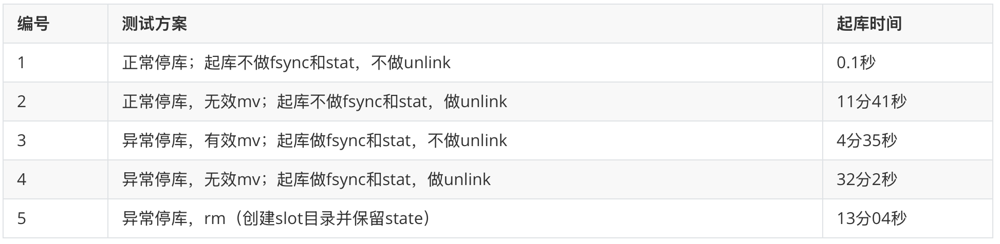 编号 测试方案 起库时间
1 正常停库；起库不做fsync和stat，不做unlink 0.1秒
2 正常停库，无效mv；起库不做fsync和stat，做unlink 11分41秒
3 异常停库，有效mv；起库做fsync和stat，不做unlink 4分35秒
4 异常停库，无效mv；起库做fsync和stat，做unlink 32分2秒
5 异常停库，rm（创建slot目录并保留state） 13分04秒